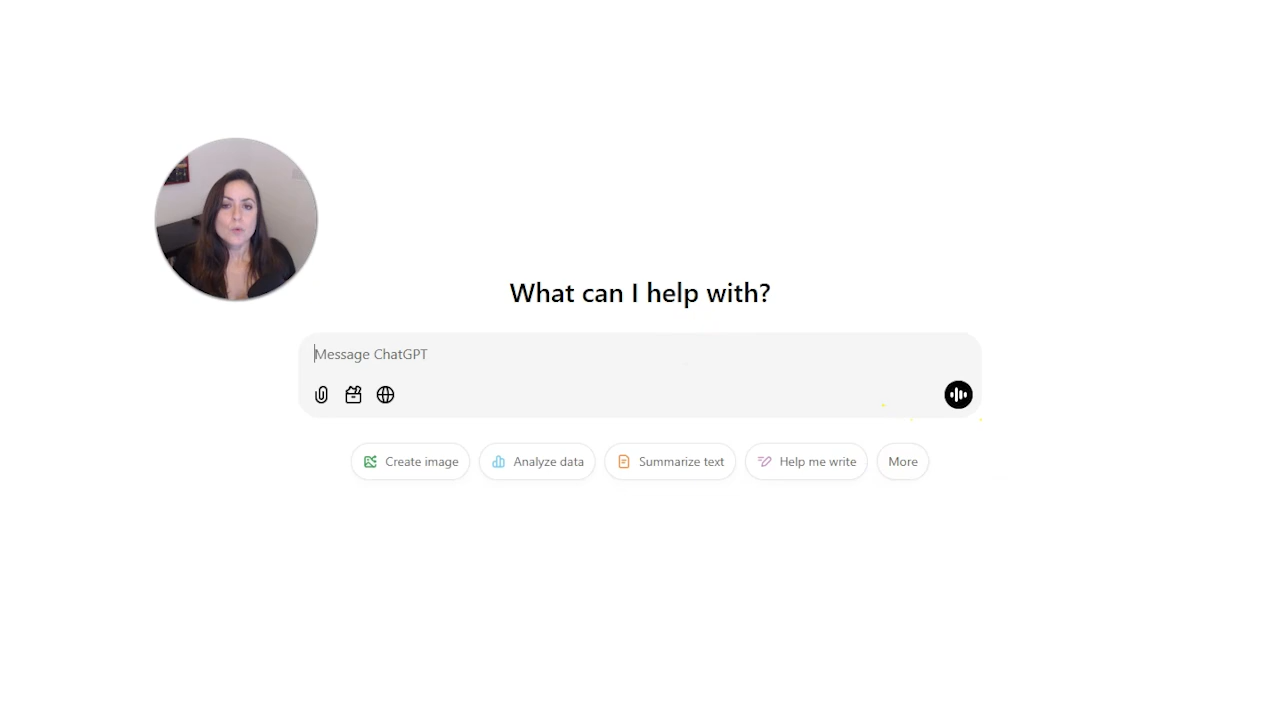 What can I help with?
Message ChatGPT
Create image
Analyze data
Summarize text
Help me write
More